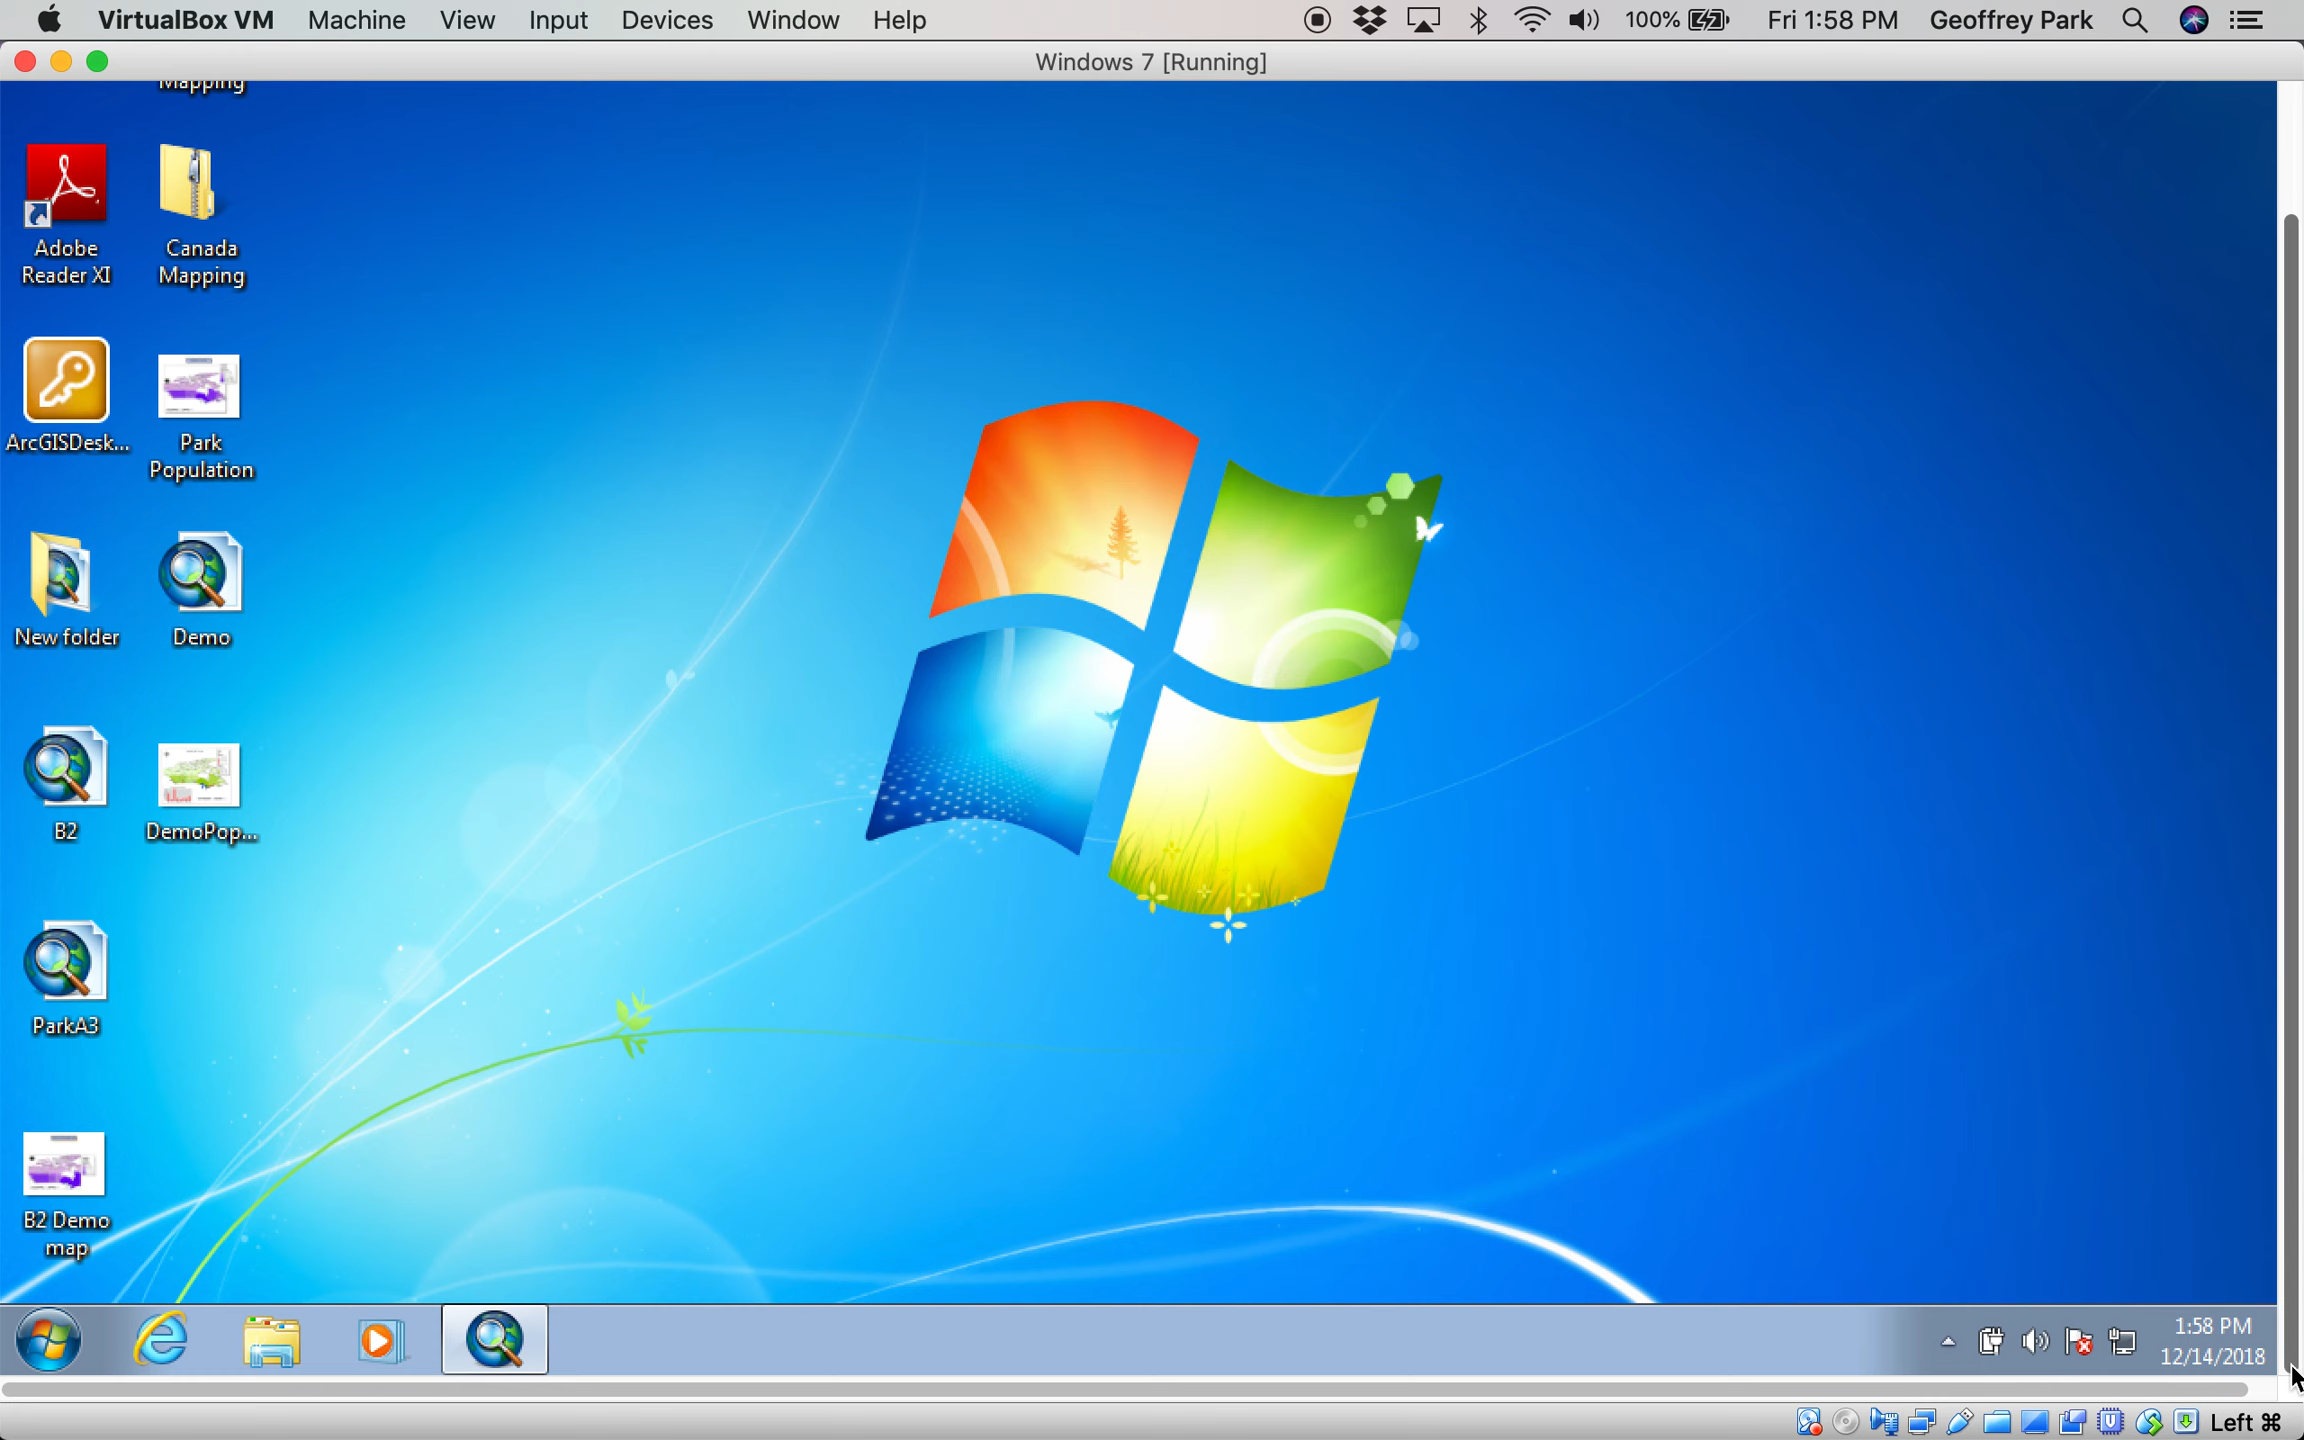 VirtualBox VM Machine View Input Devices Window Help 100% Fri 1:58 PM Geoffrey Park
Windows 7 [Running]
Mapping
Adobe
Reader XI
Canada
Mapping
ArcGISDesk...
Park
Population
New folder
Demo
B2
DemoPop...
ParkA3
B2 Demo
map
1:58 PM
12/14/2018
Left ⌘